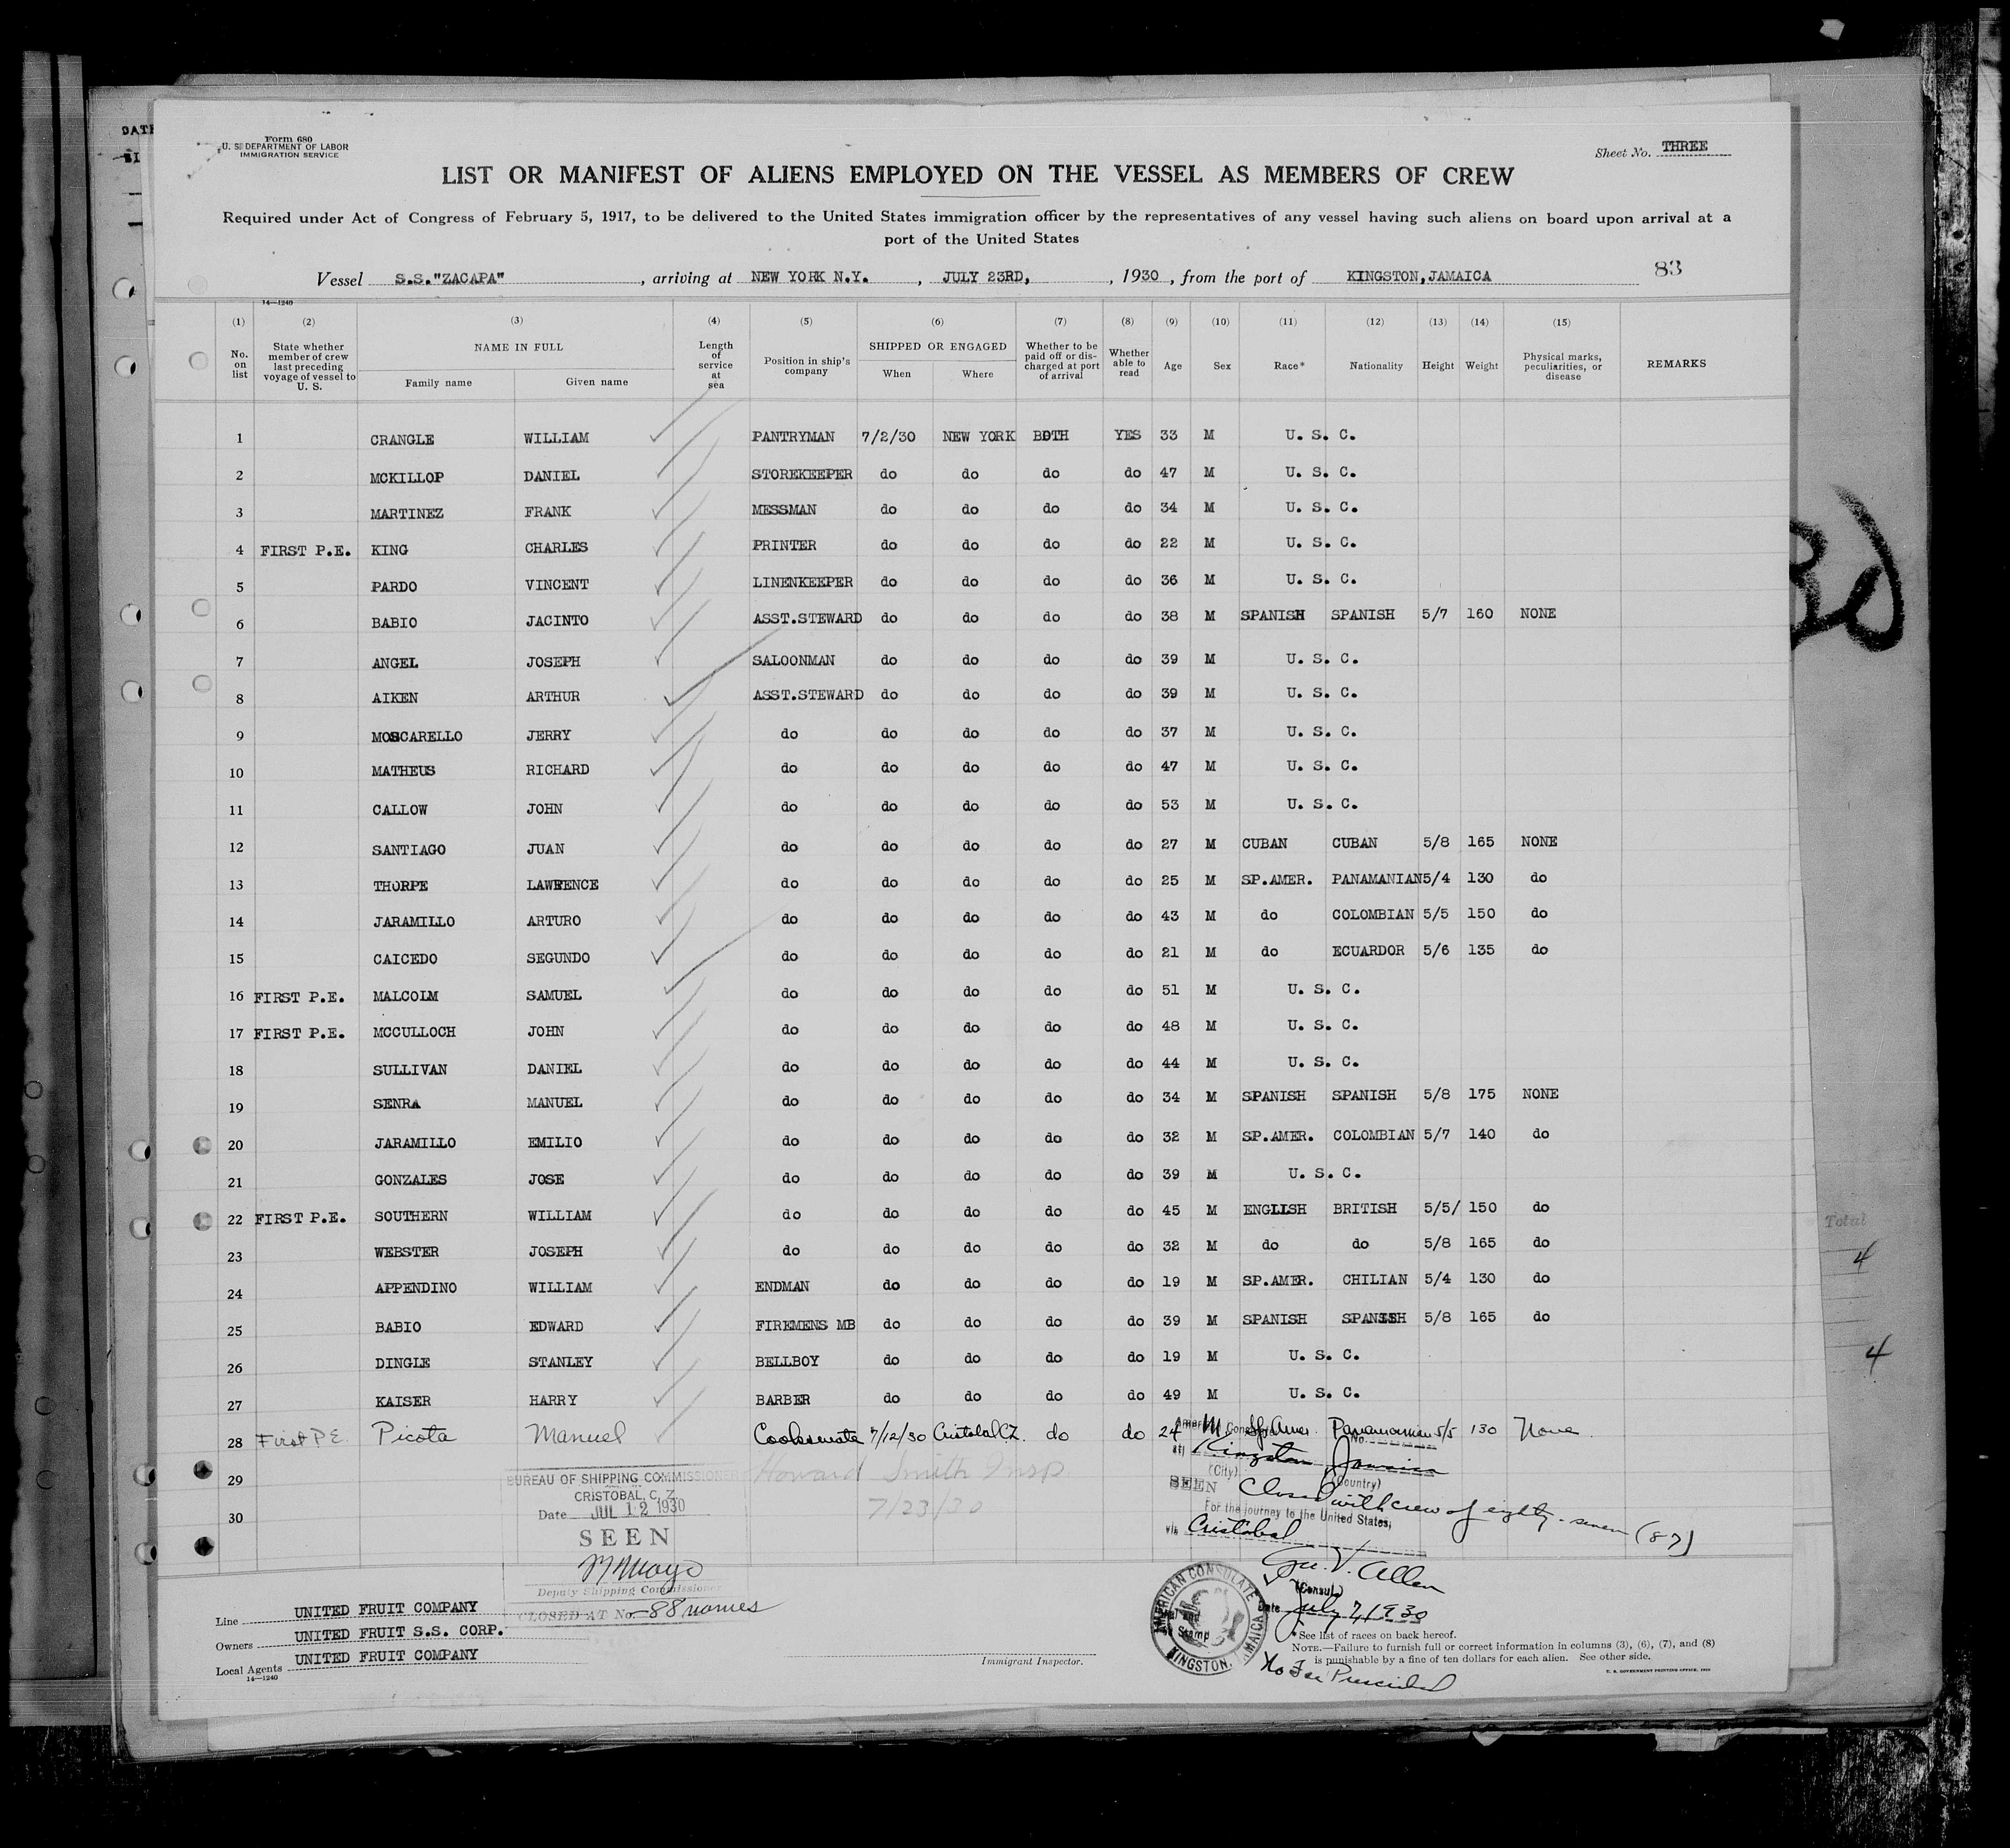 Form 680
U. S. DEPARTMENT OF LABOR
IMMIGRATION SERVICE
Sheet No. THREE
LIST OR MANIFEST OF ALIENS EMPLOYED ON THE VESSEL AS MEMBERS OF CREW
Required under Act of Congress of February 5, 1917, to be delivered to the United States immigration officer by the representatives of any vessel having such aliens on board upon arrival at a
port of the United States
Vessel S.S."ZACAPA" , arriving at NEW YORK N.Y. , JULY 23RD, , 1930 , from the port of KINGSTON,JAMAICA 83
14—1240
(1) (2) (3) (4) (5) (6) (7) (8) (9) (10) (11) (12) (13) (14) (15)
No. on list State whether member of crew last preceding voyage of vessel to U. S. NAME IN FULL Family name Given name Length of service at sea Position in ship's company SHIPPED OR ENGAGED When Where Whether to be paid off or discharged at port of arrival Whether able to read Age Sex Race* Nationality Height Weight Physical marks, peculiarities, or disease REMARKS
1 CRANGLE WILLIAM PANTRYMAN 7/2/30 NEW YORK BOTH YES 33 M U. S. C.
2 MCKILLOP DANIEL STOREKEEPER do do do do 47 M U. S. C.
3 MARTINEZ FRANK MESSMAN do do do do 34 M U. S. C.
4 FIRST P.E. KING CHARLES PRINTER do do do do 22 M U. S. C.
5 PARDO VINCENT LINENKEEPER do do do do 36 M U. S. C.
6 BABIO JACINTO ASST.STEWARD do do do do 38 M SPANISH SPANISH 5/7 160 NONE
7 ANGEL JOSEPH SALOONMAN do do do do 39 M U. S. C.
8 AIKEN ARTHUR ASST.STEWARD do do do do 39 M U. S. C.
9 MOSCARELLO JERRY do do do do do 37 M U. S. C.
10 MATHEUS RICHARD do do do do do 47 M U. S. C.
11 CALLOW JOHN do do do do do 53 M U. S. C.
12 SANTIAGO JUAN do do do do do 27 M CUBAN CUBAN 5/8 165 NONE
13 THORPE LAWRENCE do do do do do 25 M SP.AMER. PANAMANIAN 5/4 130 do
14 JARAMILLO ARTURO do do do do do 43 M do COLOMBIAN 5/5 150 do
15 CAICEDO SEGUNDO do do do do do 21 M do ECUARDOR 5/6 135 do
16 FIRST P.E. MALCOLM SAMUEL do do do do do 51 M U. S. C.
17 FIRST P.E. MCCULLOCH JOHN do do do do do 48 M U. S. C.
18 SULLIVAN DANIEL do do do do do 44 M U. S. C.
19 SENRA MANUEL do do do do do 34 M SPANISH SPANISH 5/8 175 NONE
20 JARAMILLO EMILIO do do do do do 32 M SP.AMER. COLOMBIAN 5/7 140 do
21 GONZALES JOSE do do do do do 39 M U. S. C.
22 FIRST P.E. SOUTHERN WILLIAM do do do do do 45 M ENGLISH BRITISH 5/5/ 150 do
23 WEBSTER JOSEPH do do do do do 32 M do do 5/8 165 do
24 APPENDINO WILLIAM ENDMAN do do do do 19 M SP.AMER. CHILIAN 5/4 130 do
25 BABIO EDWARD FIREMENS MB do do do do 39 M SPANISH SPANISH 5/8 165 do
26 DINGLE STANLEY BELLBOY do do do do 19 M U. S. C.
27 KAISER HARRY BARBER do do do do 49 M U. S. C.
28 First P.E. Picota Manuel Cooksmate 7/12/30 Cristobal CZ. do do 24 M Sp Amer. Panamanian 5/5 130 None
29
30
Howard Smith Insp
7/23/30
BUREAU OF SHIPPING COMMISSIONER
CRISTOBAL, C. Z.
Date JUL 12 1930
SEEN
Deputy Shipping Commissioner
CLOSED AT No. 88 names
American Consul
at Kingston, Jamaica
(City) (Country)
SEEN Closed with crew of eighty-seven (87)
For the journey to the United States,
via Cristobal
Geo. V. Allen
(Consul)
Date July 7, 1930
AMERICAN CONSULATE
KINGSTON, JAMAICA
Stamp
No Fee Prescribed
Line UNITED FRUIT COMPANY
Owners UNITED FRUIT S.S. CORP.
Local Agents UNITED FRUIT COMPANY
14—1240
Immigrant Inspector.
*See list of races on back hereof.
NOTE.—Failure to furnish full or correct information in columns (3), (6), (7), and (8)
is punishable by a fine of ten dollars for each alien. See other side.
U. S. GOVERNMENT PRINTING OFFICE
Total
4
4